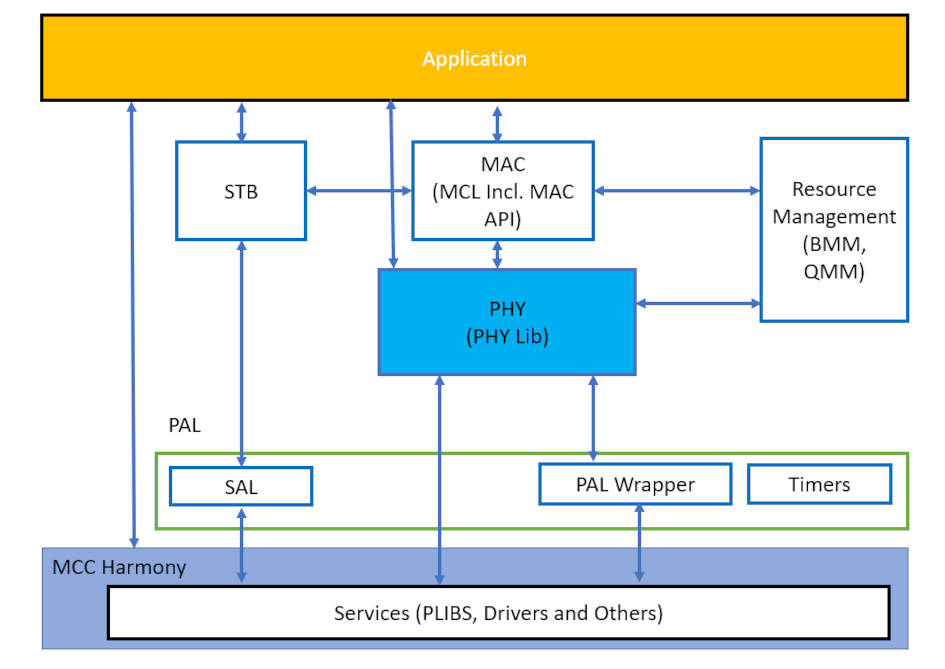 Application
STB
MAC
(MCL Incl. MAC
API)
Resource
Management
(BMM,
QMM)
PHY
(PHY Lib)
PAL
SAL
PAL Wrapper
Timers
MCC Harmony
Services (PLIBS, Drivers and Others)